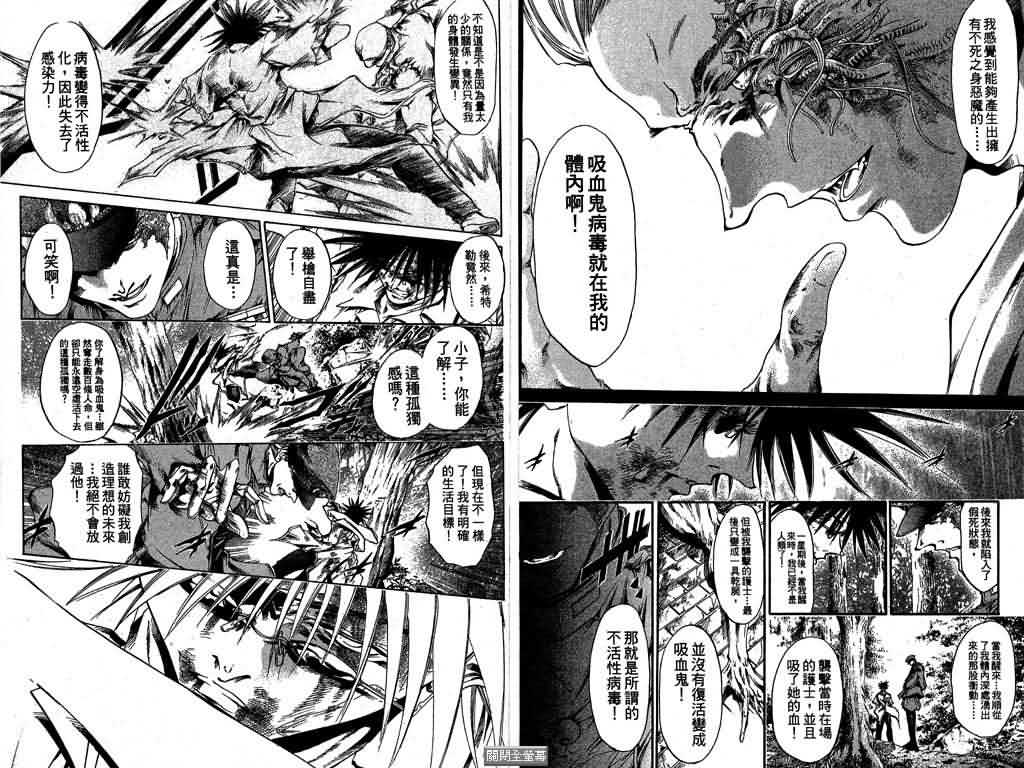 我感覺到能夠產生出擁
有不死之身惡魔的……
吸血鬼病毒就在我的
體內啊！
後來我就陷入了
假死狀態，
一星期後，當我醒
來時，我已經不是
人類！
當我醒來…我順從
了我體內深處湧出
來的那股衝動……
襲擊當時在場
的護士，並且
吸了她的血！
但被我襲擊的護士…最
後只變成一具乾屍，
並沒有復活變成
吸血鬼！
那就是所謂的
不活性病毒！
不知道是不是因為量太
少的關係，竟然只有我
的身體發生變異！
病毒變得不活性
化，因此失去了
感染力！
後來，希特
勒竟然……
舉槍自盡
了！
這真是…
可笑啊！
小子，你能
了解……
這種孤獨
感嗎？
你了解身為吸血鬼…雖
然奪走數百條人命，但
卻只能永遠空虛活下去
的這種孤獨嗎？
但現在不一樣
了！我有明確
的生活目標！
誰敢妨礙我創
造理想的未來
…我絕不會放
過他！
關閉全螢幕